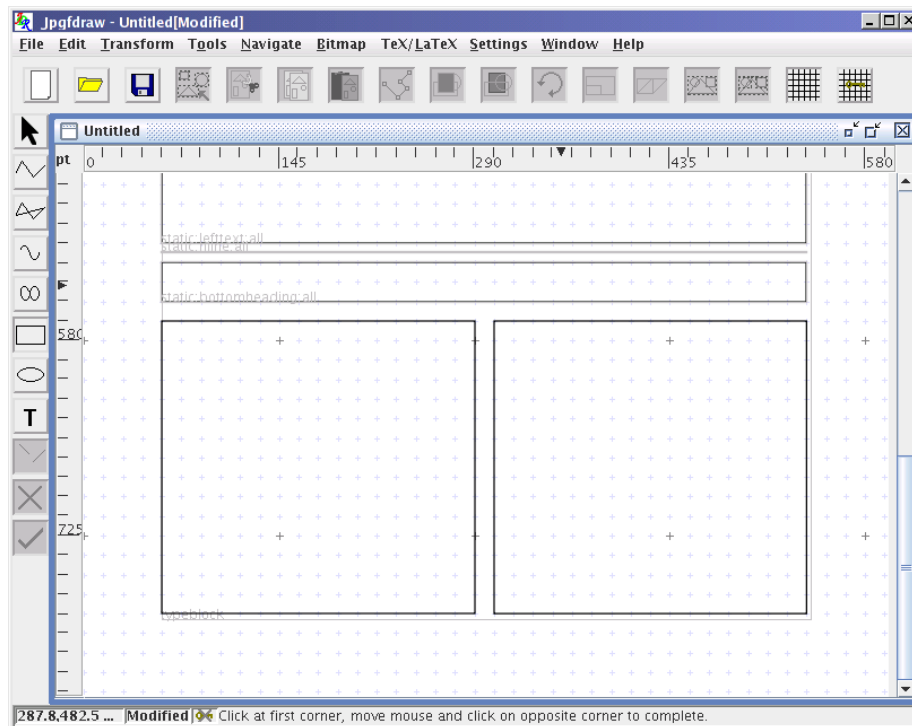 Jpgfdraw - Untitled[Modified]
File Edit Transform Tools Navigate Bitmap TeX/LaTeX Settings Window Help
Untitled
pt 0 145 290 435 580
static:lefttext:all
static:hline:all
static:bottomheading:all
580
T
725
typeblock
287.8,482.5 ... Modified Click at first corner, move mouse and click on opposite corner to complete.